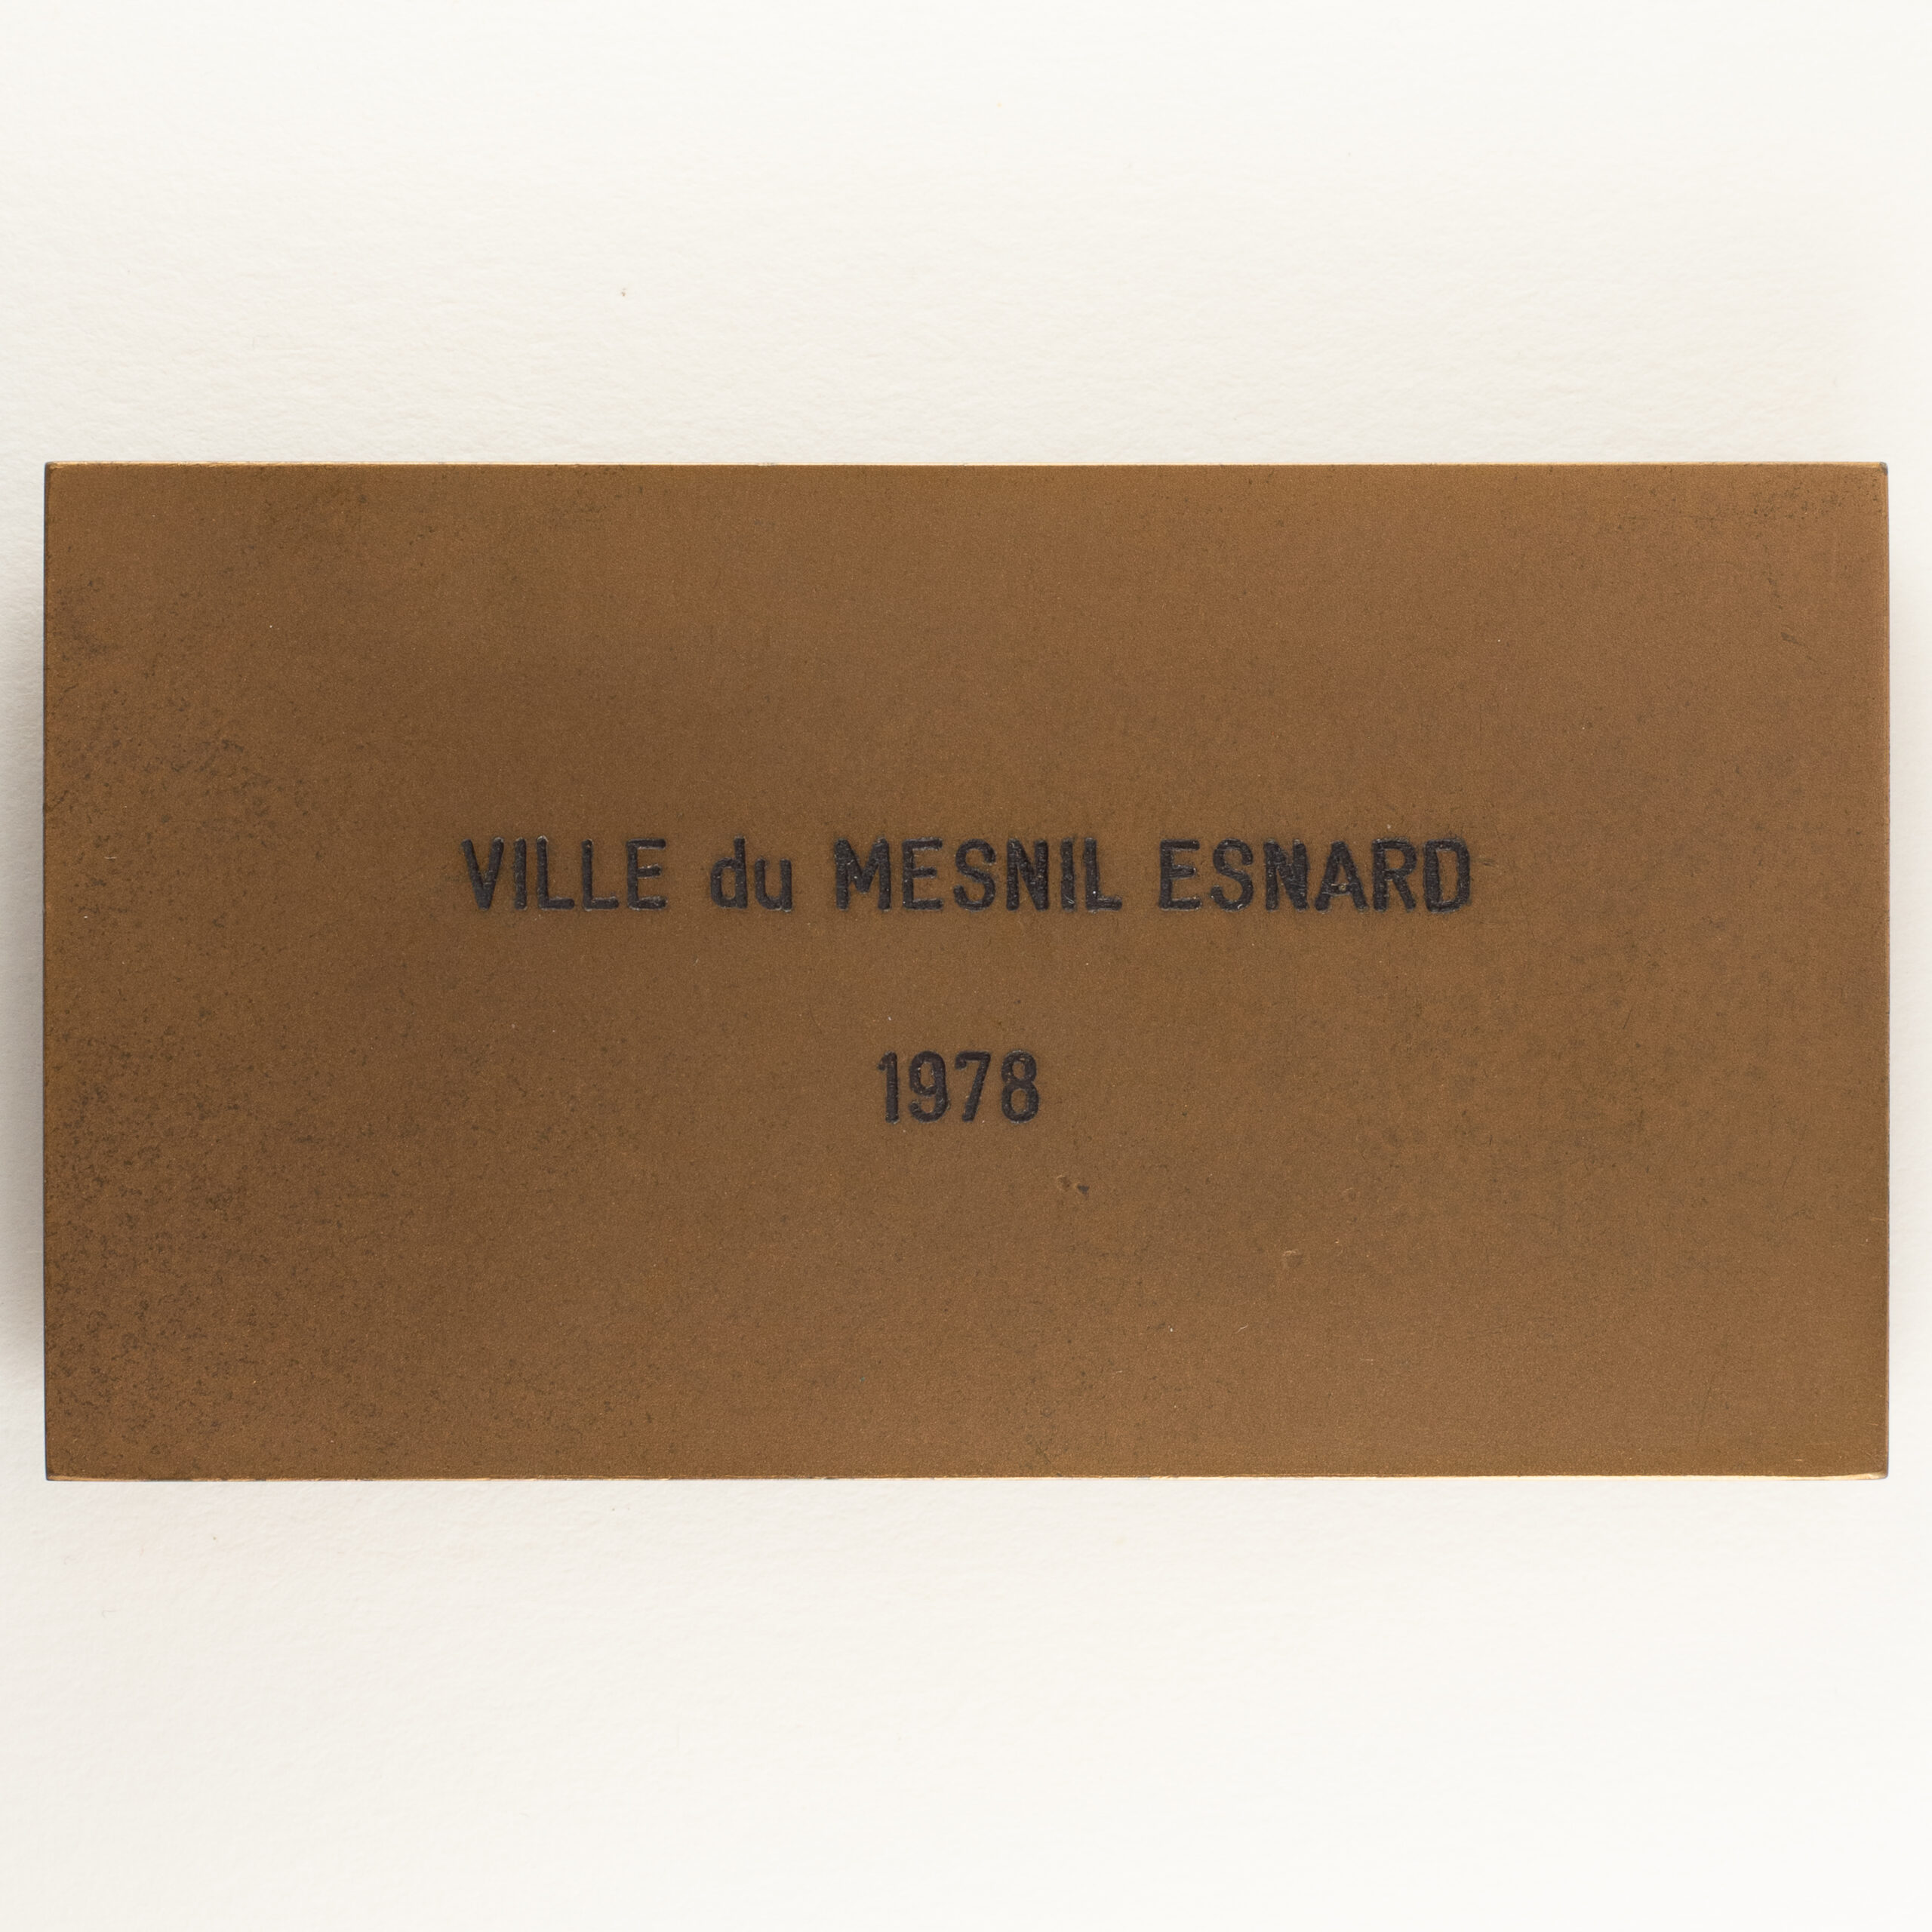 VILLE du MESNIL ESNARD
1978